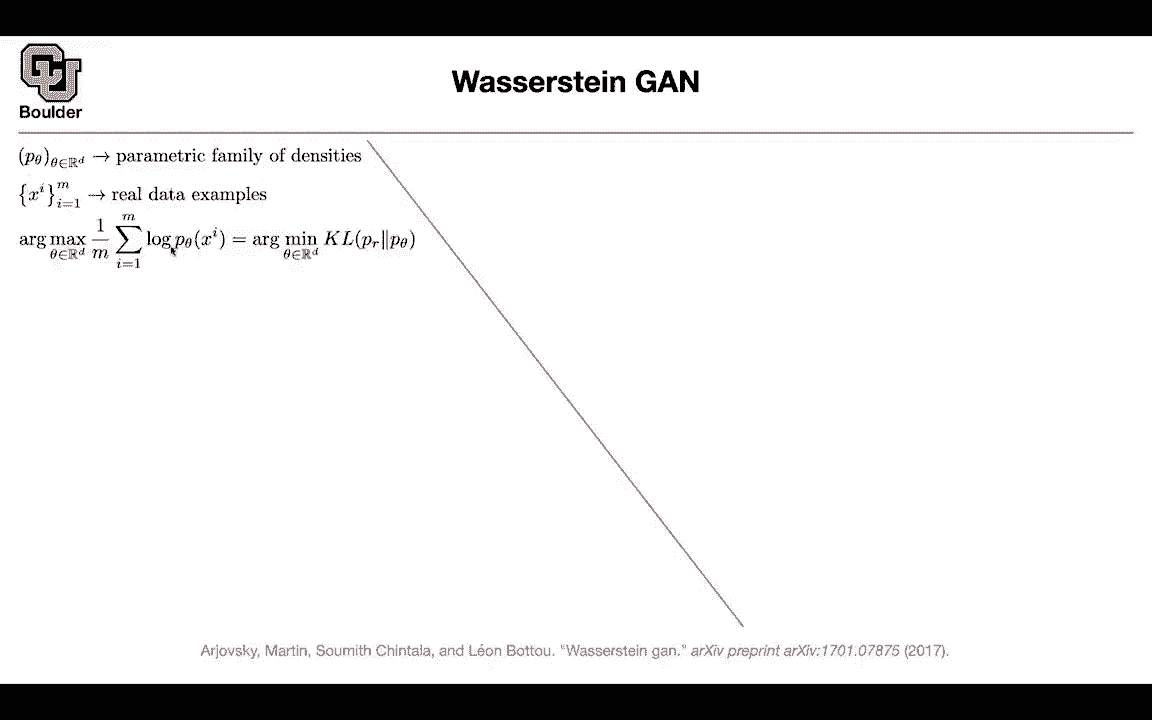 CU
Boulder
Wasserstein GAN
$(p_\theta)_{\theta \in \mathbb{R}^d}$ → parametric family of densities
$\{x^i\}_{i=1}^m$ → real data examples
$\arg\max_{\theta \in \mathbb{R}^d} \frac{1}{m} \sum_{i=1}^m \log p_\theta(x^i) = \arg\min_{\theta \in \mathbb{R}^d} KL(p_r \| p_\theta)$
Arjovsky, Martin, Soumith Chintala, and Léon Bottou. "Wasserstein gan." arXiv preprint arXiv:1701.07875 (2017).